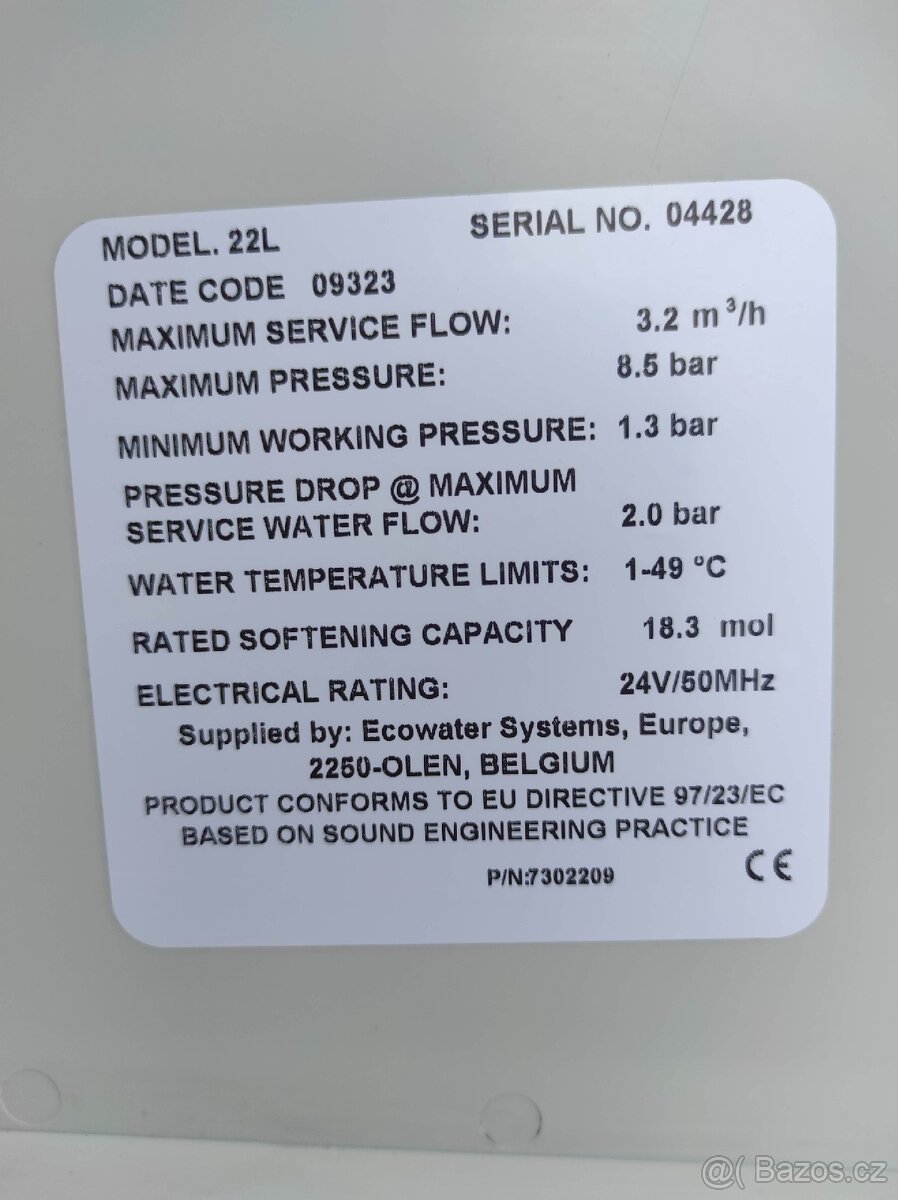 MODEL. 22L SERIAL NO. 04428
DATE CODE 09323
MAXIMUM SERVICE FLOW: 3.2 m³/h
MAXIMUM PRESSURE: 8.5 bar
MINIMUM WORKING PRESSURE: 1.3 bar
PRESSURE DROP @ MAXIMUM
SERVICE WATER FLOW: 2.0 bar
WATER TEMPERATURE LIMITS: 1-49 °C
RATED SOFTENING CAPACITY 18.3 mol
ELECTRICAL RATING: 24V/50MHz
Supplied by: Ecowater Systems, Europe,
2250-OLEN, BELGIUM
PRODUCT CONFORMS TO EU DIRECTIVE 97/23/EC
BASED ON SOUND ENGINEERING PRACTICE
P/N:7302209 CE
@( Bazos.cz